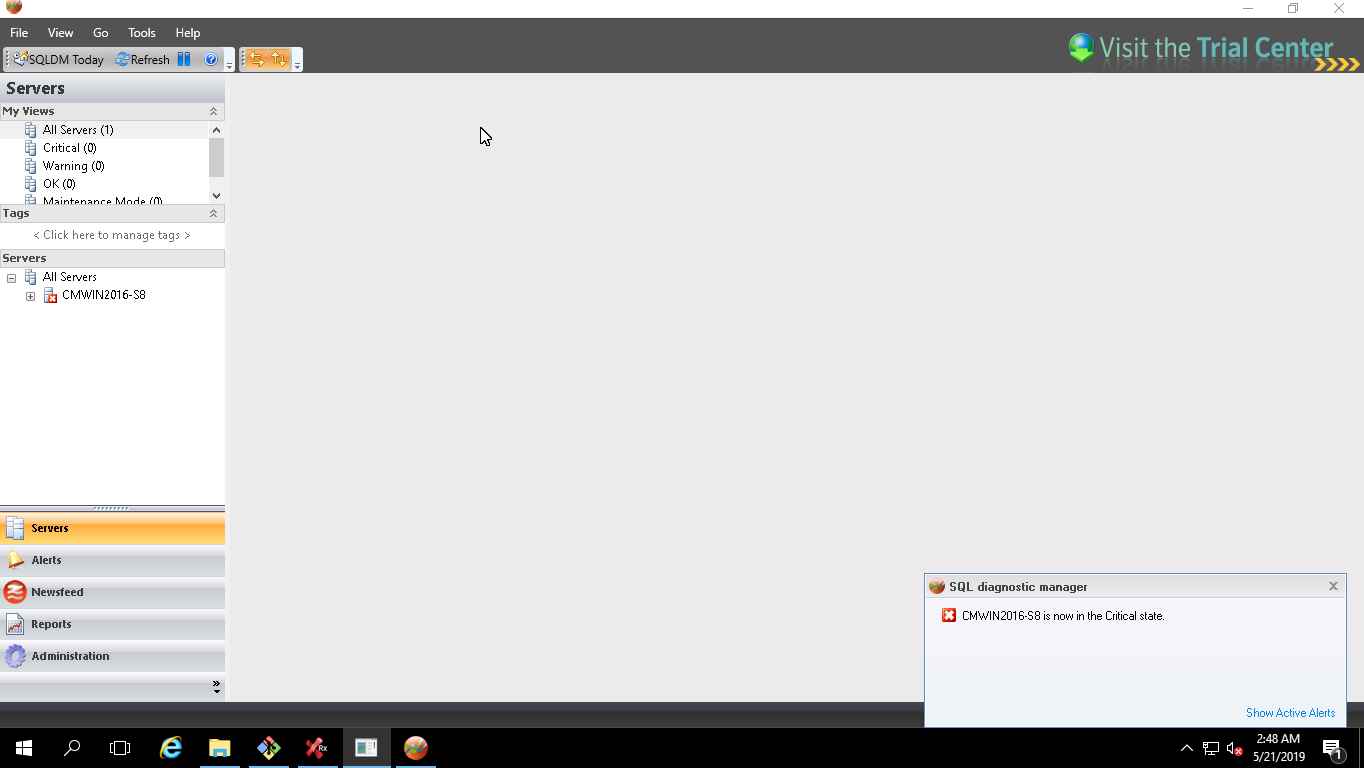 File View Go Tools Help
SQLDM Today Refresh
Visit the Trial Center
Servers
My Views
All Servers (1)
Critical (0)
Warning (0)
OK (0)
Maintenance Mode (0)
Tags
< Click here to manage tags >
Servers
All Servers
CMWIN2016-S8
Servers
Alerts
Newsfeed
Reports
Administration
SQL diagnostic manager
CMWIN2016-S8 is now in the Critical state.
Show Active Alerts
Rx
2:48 AM
5/21/2019
1